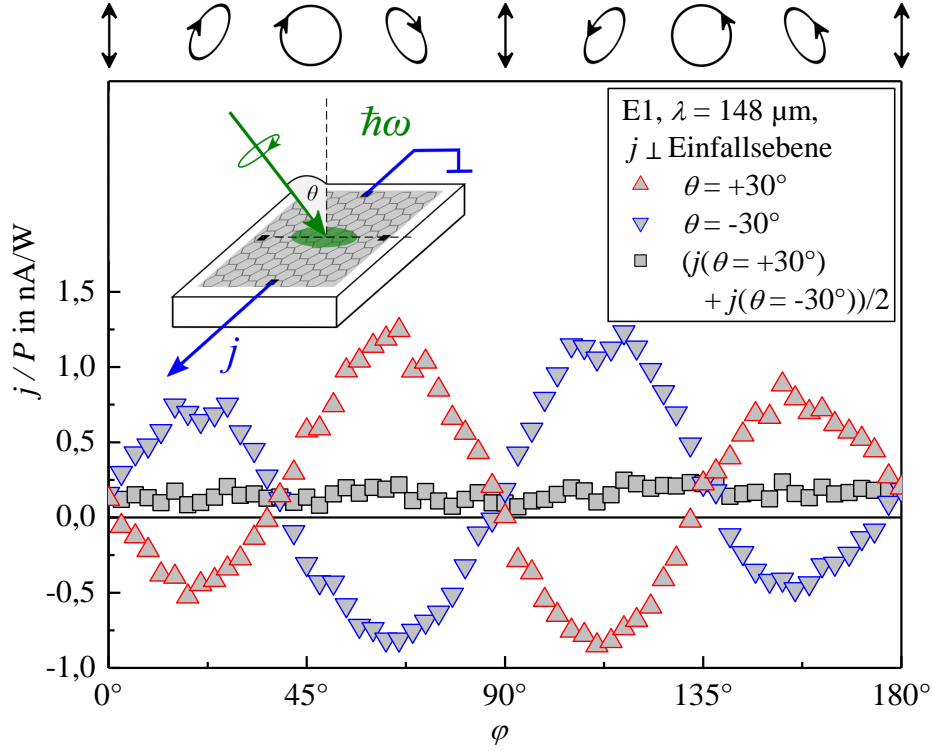 E1, λ = 148 µm,
j ⊥ Einfallsebene
θ = +30°
θ = -30°
(j(θ = +30°)
+ j(θ = -30°))/2
ħω
θ
j
j / P in nA/W
1,5
1,0
0,5
0,0
-0,5
-1,0
0°
45°
90°
135°
180°
φ